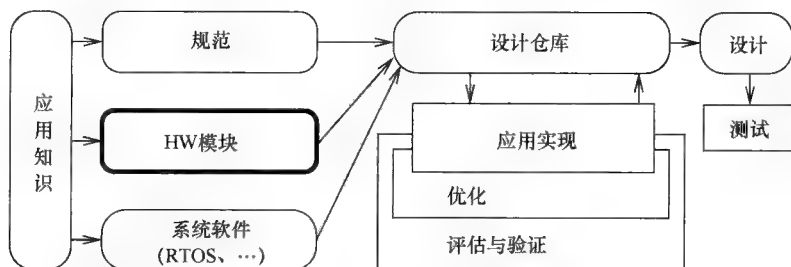 应用知识
规范
HW模块
系统软件
(RTOS、…)
设计仓库
应用实现
优化
评估与验证
设计
测试